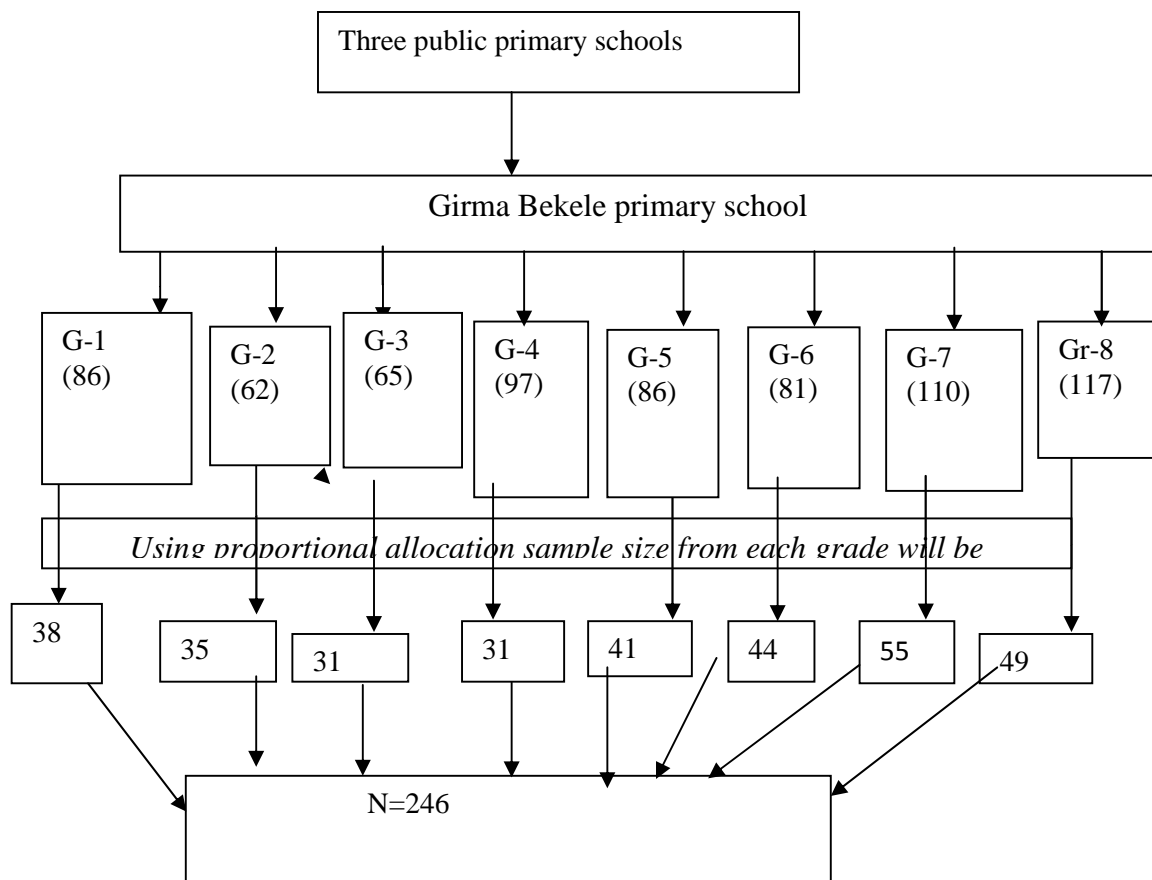 Three public primary schools
Girma Bekele primary school
G-1
(86)
G-2
(62)
G-3
(65)
G-4
(97)
G-5
(86)
G-6
(81)
G-7
(110)
Gr-8
(117)
Using proportional allocation sample size from each grade will be
38
35
31
31
41
44
55
49
N=246